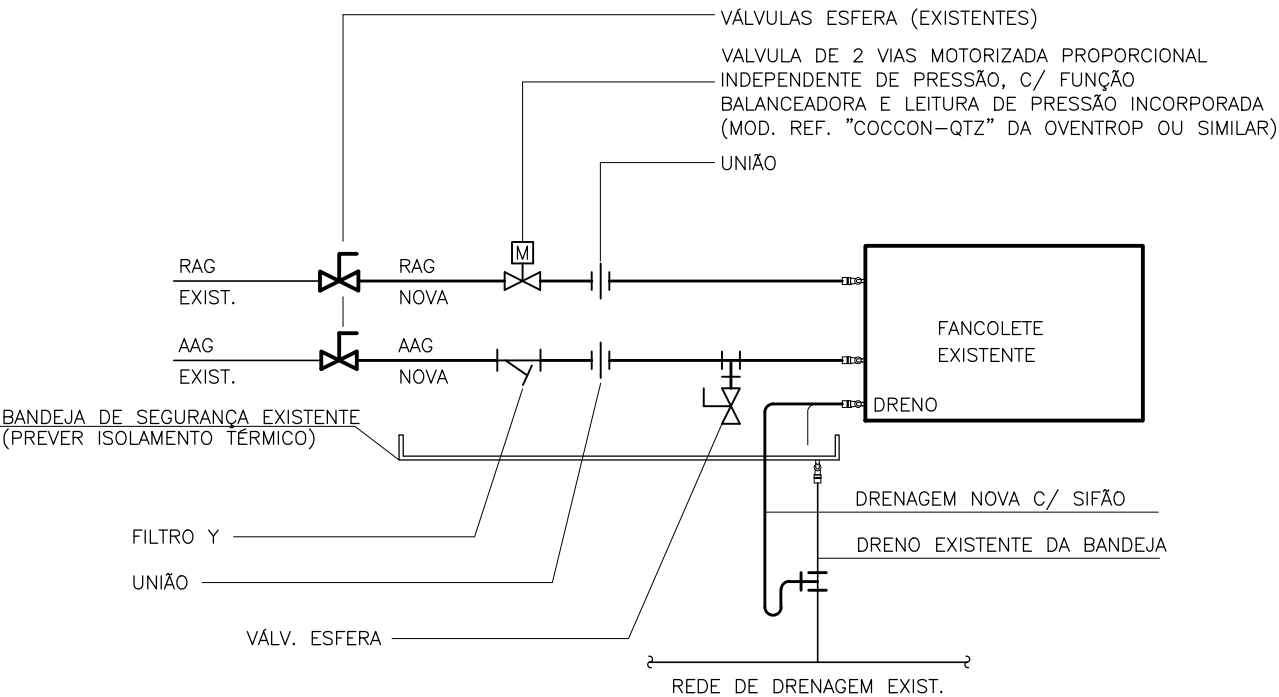 VÁLVULAS ESFERA (EXISTENTES)
VALVULA DE 2 VIAS MOTORIZADA PROPORCIONAL
INDEPENDENTE DE PRESSÃO, C/ FUNÇÃO
BALANCEADORA E LEITURA DE PRESSÃO INCORPORADA
(MOD. REF. "COCCON-QTZ" DA OVENTROP OU SIMILAR)
UNIÃO
M
RAG
EXIST.
RAG
NOVA
AAG
EXIST.
AAG
NOVA
FANCOLETE
EXISTENTE
DRENO
BANDEJA DE SEGURANÇA EXISTENTE
(PREVER ISOLAMENTO TÉRMICO)
DRENAGEM NOVA C/ SIFÃO
FILTRO Y
DRENO EXISTENTE DA BANDEJA
UNIÃO
VÁLV. ESFERA
REDE DE DRENAGEM EXIST.